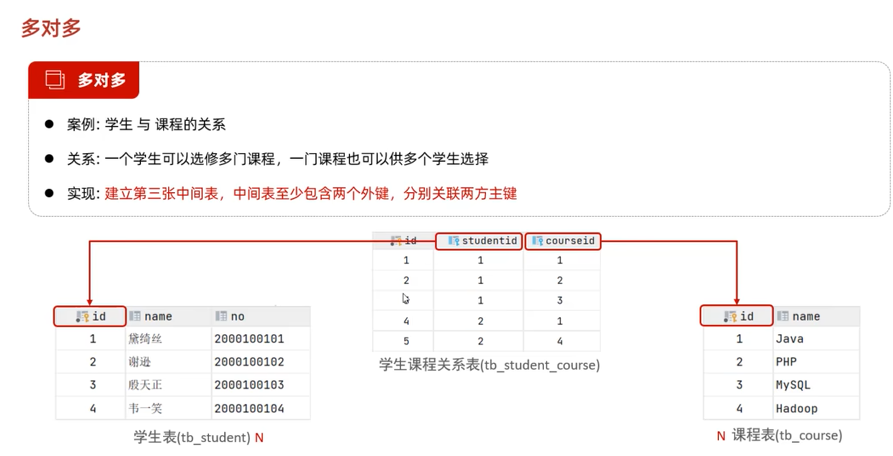 多对多
多对多
案例: 学生 与 课程的关系
关系: 一个学生可以选修多门课程，一门课程也可以供多个学生选择
实现: 建立第三张中间表，中间表至少包含两个外键，分别关联两方主键
id studentid courseid
1 1 1
2 1 2
1 3
4 2 1
5 2 4
学生课程关系表(tb_student_course)
id name no
1 黛绮丝 2000100101
2 谢逊 2000100102
3 殷天正 2000100103
4 韦一笑 2000100104
学生表(tb_student) N
id name
1 Java
2 PHP
3 MySQL
4 Hadoop
N 课程表(tb_course)